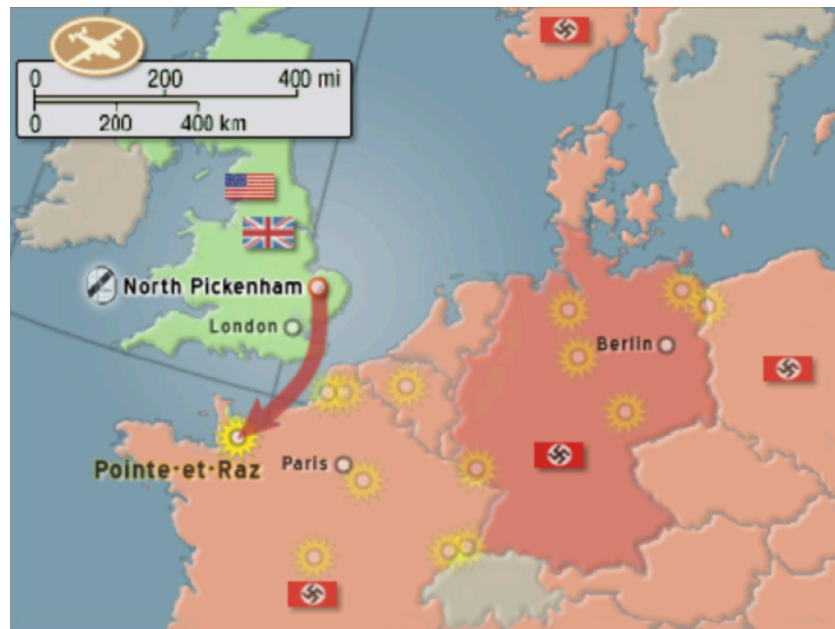 0 200 400 mi
0 200 400 km
North Pickenham
London
Berlin
Pointe-et-Raz
Paris